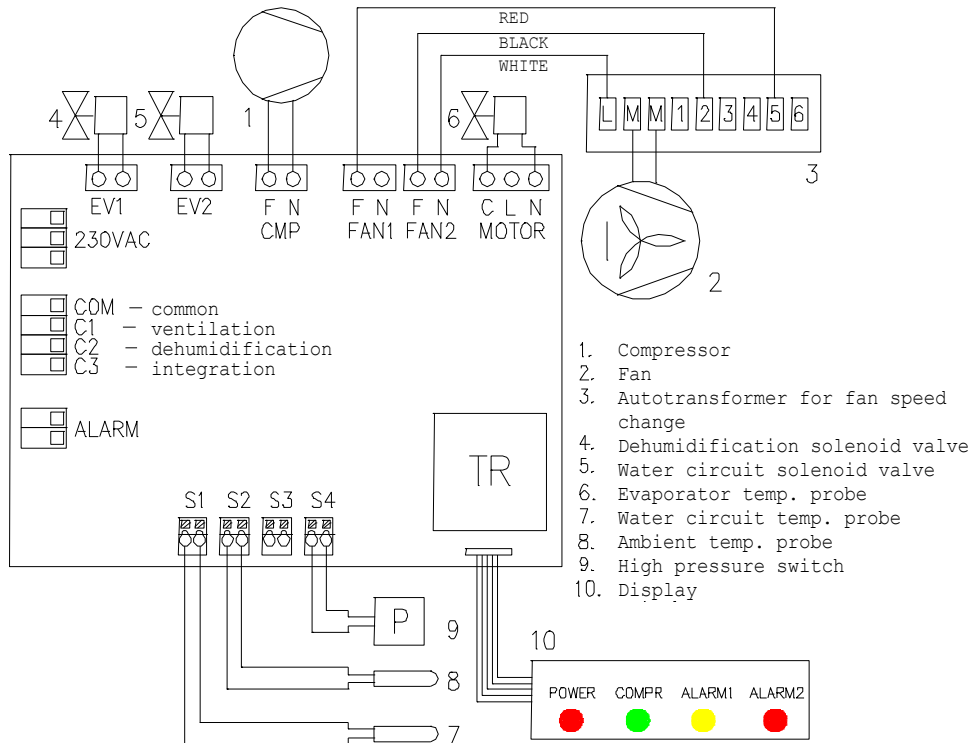 RED
BLACK
WHITE
L M M 1 2 3 4 5 6
3
4 5 1 6
EV1 EV2 F N F N F N C L N
CMP FAN1 FAN2 MOTOR
2
230VAC
COM – common
C1 – ventilation
C2 – dehumidification
C3 – integration
ALARM
TR
S1 S2 S3 S4
1. Compressor
2. Fan
3. Autotransformer for fan speed
change
4. Dehumidification solenoid valve
5. Water circuit solenoid valve
6. Evaporator temp. probe
7. Water circuit temp. probe
8. Ambient temp. probe
9. High pressure switch
10. Display
P 9
8
7
10
POWER COMPR ALARM1 ALARM2